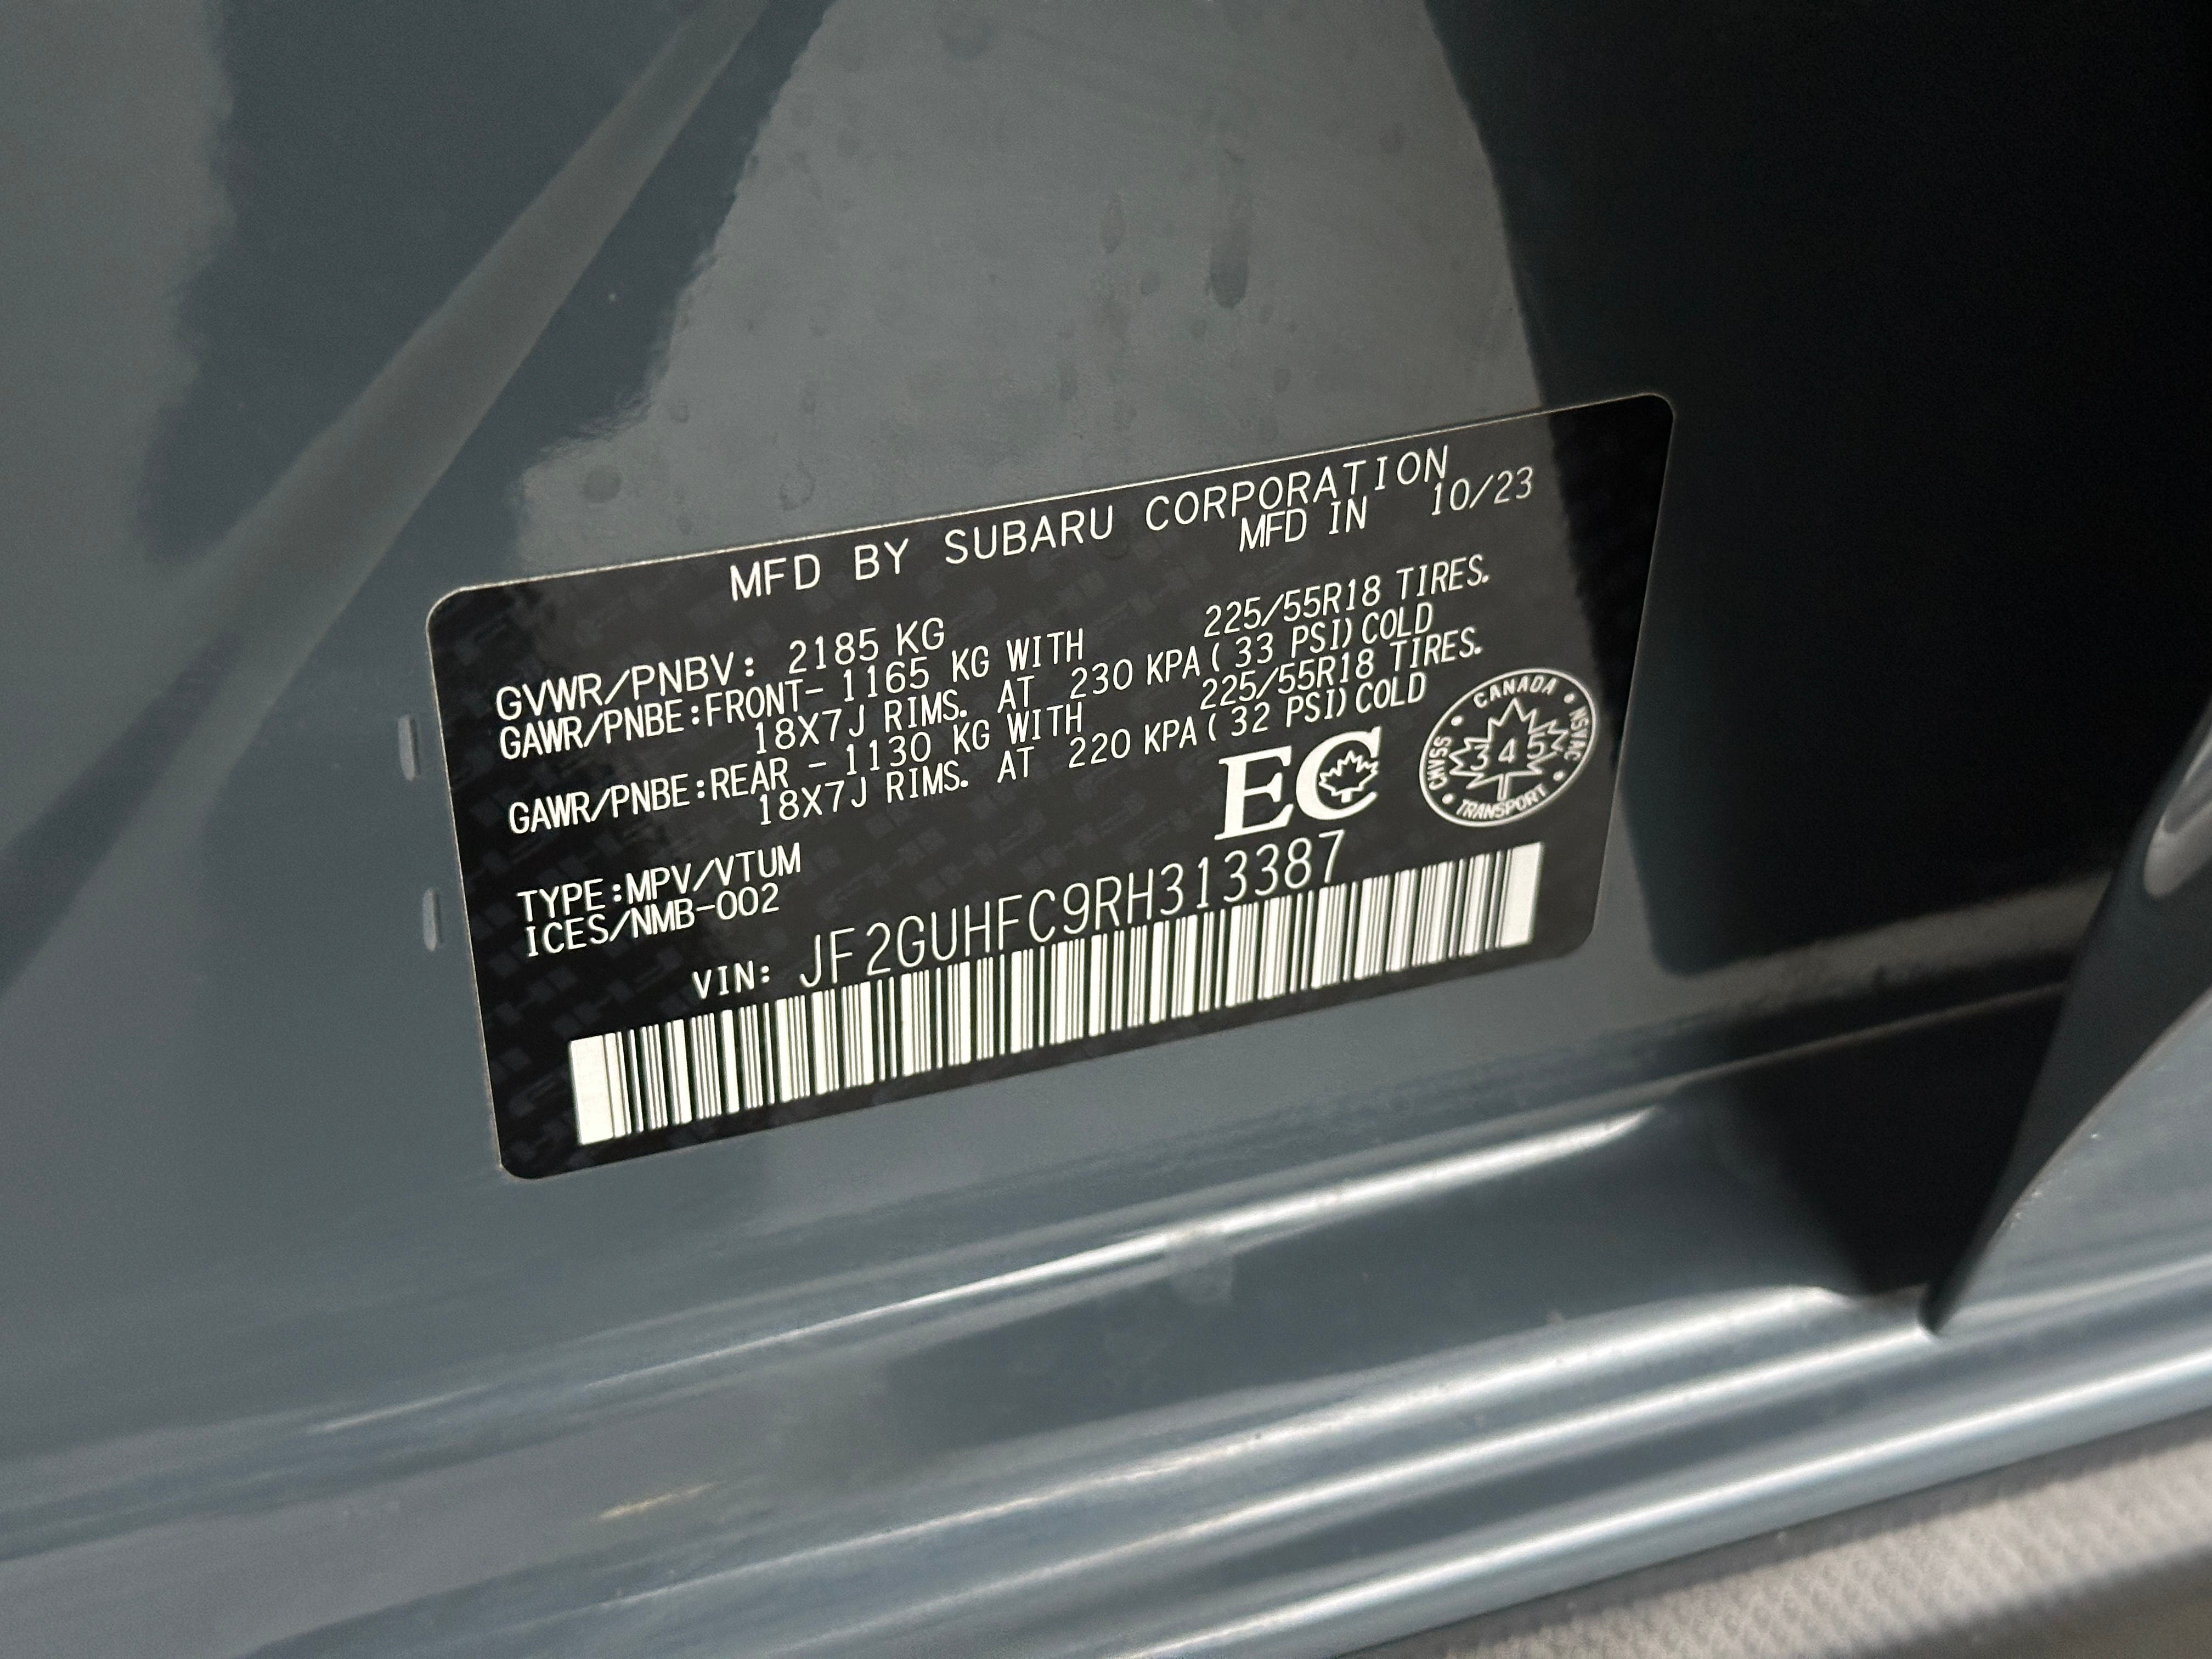 MFD BY SUBARU CORPORATION
MFD IN 10/23
GVWR/PNBV: 2185 KG
GAWR/PNBE:FRONT- 1165 KG WITH 225/55R18 TIRES.
18X7J RIMS. AT 230 KPA( 33 PSI)COLD
GAWR/PNBE:REAR - 1130 KG WITH 225/55R18 TIRES.
18X7J RIMS. AT 220 KPA( 32 PSI)COLD
EC
CANADA
CMVSS 345 NSVAC
TRANSPORT
TYPE:MPV/VTUM
ICES/NMB-002
VIN: JF2GUHFC9RH313387